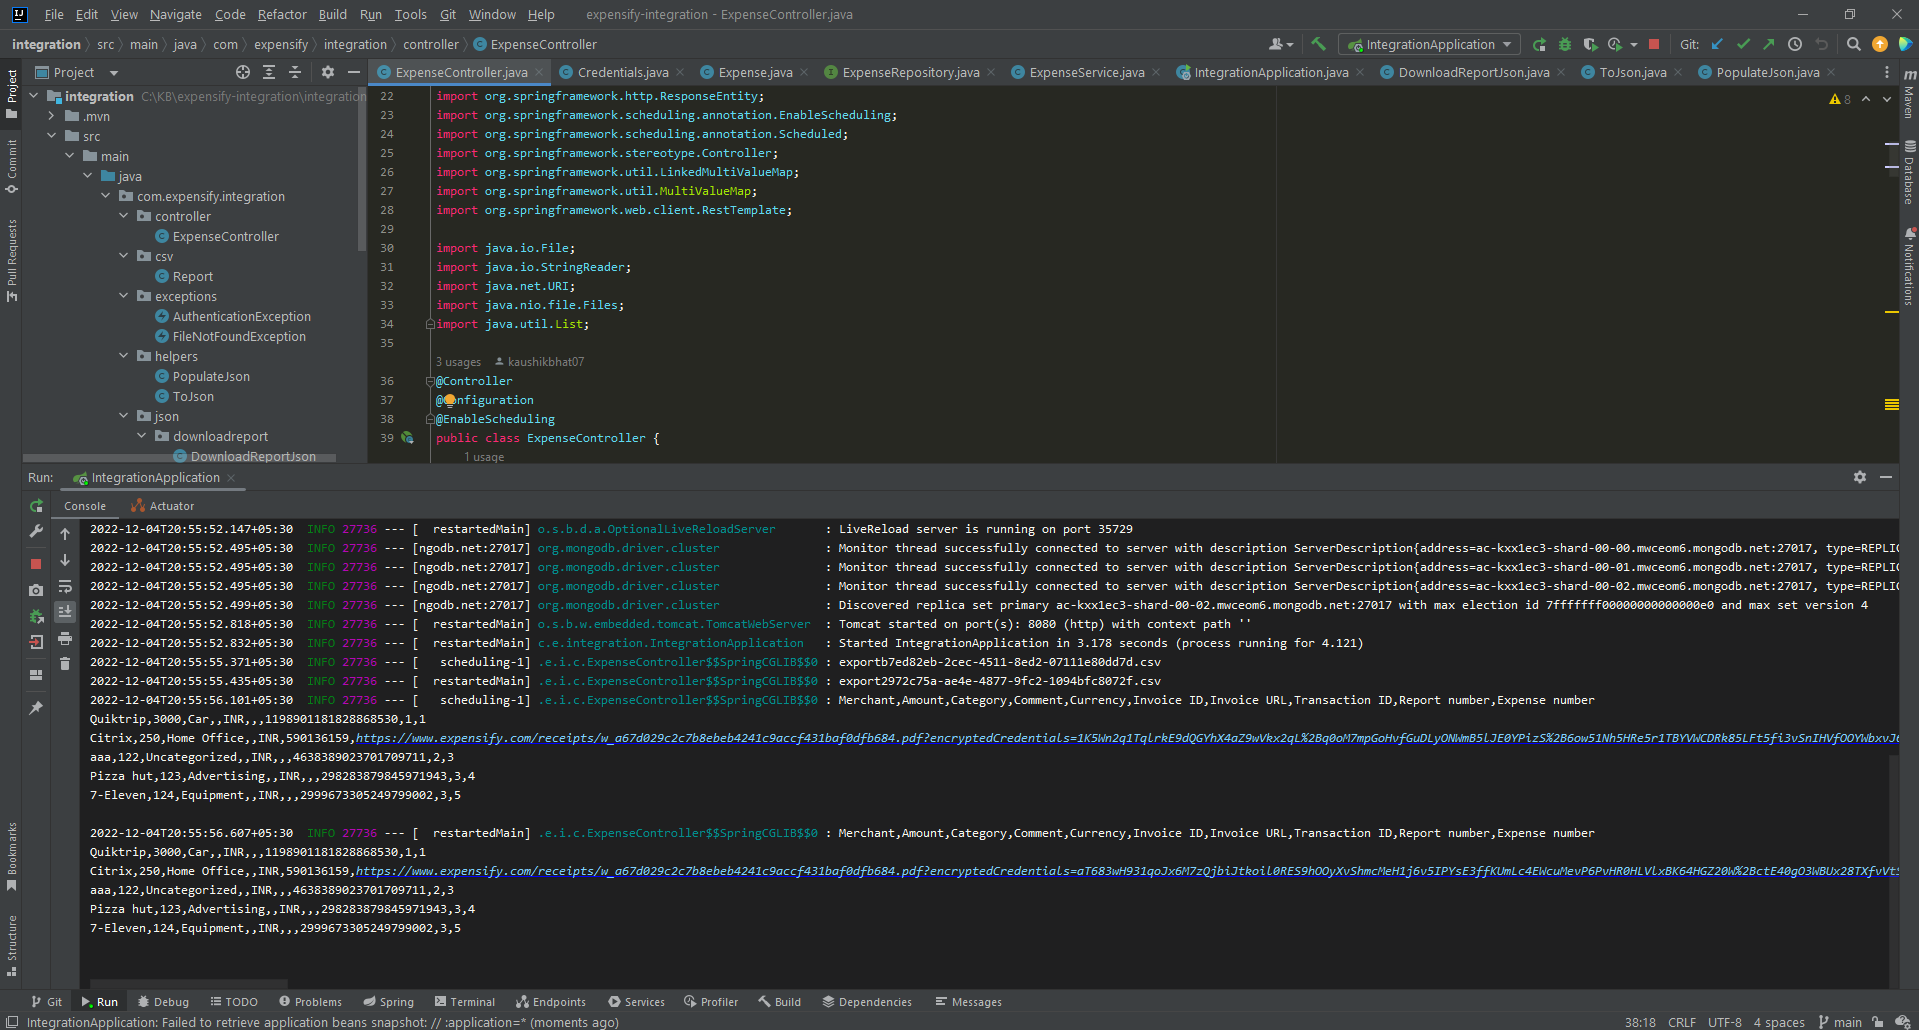 File Edit View Navigate Code Refactor Build Run Tools Git Window Help expensify-integration - ExpenseController.java
integration src main java com expensify integration controller ExpenseController
IntegrationApplication Git:
Project
ExpenseController.java Credentials.java Expense.java ExpenseRepository.java ExpenseService.java IntegrationApplication.java DownloadReportJson.java ToJson.java PopulateJson.java
Project
Commit
Pull Requests
Bookmarks
Structure
integration C:\KB\expensify-integration\integration
.mvn
src
main
java
com.expensify.integration
controller
ExpenseController
csv
Report
exceptions
AuthenticationException
FileNotFoundException
helpers
PopulateJson
ToJson
json
downloadreport
DownloadReportJson
22 import org.springframework.http.ResponseEntity;
23 import org.springframework.scheduling.annotation.EnableScheduling;
24 import org.springframework.scheduling.annotation.Scheduled;
25 import org.springframework.stereotype.Controller;
26 import org.springframework.util.LinkedMultiValueMap;
27 import org.springframework.util.MultiValueMap;
28 import org.springframework.web.client.RestTemplate;
29
30 import java.io.File;
31 import java.io.StringReader;
32 import java.net.URI;
33 import java.nio.file.Files;
34 import java.util.List;
35
3 usages kaushikbhat07
36 @Controller
37 @Configuration
38 @EnableScheduling
39 public class ExpenseController {
1 usage
8
Maven
Database
Notifications
Run: IntegrationApplication
Console Actuator
2022-12-04T20:55:52.147+05:30 INFO 27736 --- [ restartedMain] o.s.b.d.a.OptionalLiveReloadServer : LiveReload server is running on port 35729
2022-12-04T20:55:52.495+05:30 INFO 27736 --- [ngodb.net:27017] org.mongodb.driver.cluster : Monitor thread successfully connected to server with description ServerDescription{address=ac-kxx1ec3-shard-00-00.mwceom6.mongodb.net:27017, type=REPLIC
2022-12-04T20:55:52.495+05:30 INFO 27736 --- [ngodb.net:27017] org.mongodb.driver.cluster : Monitor thread successfully connected to server with description ServerDescription{address=ac-kxx1ec3-shard-00-01.mwceom6.mongodb.net:27017, type=REPLIC
2022-12-04T20:55:52.495+05:30 INFO 27736 --- [ngodb.net:27017] org.mongodb.driver.cluster : Monitor thread successfully connected to server with description ServerDescription{address=ac-kxx1ec3-shard-00-02.mwceom6.mongodb.net:27017, type=REPLIC
2022-12-04T20:55:52.499+05:30 INFO 27736 --- [ngodb.net:27017] org.mongodb.driver.cluster : Discovered replica set primary ac-kxx1ec3-shard-00-02.mwceom6.mongodb.net:27017 with max election id 7fffffff00000000000000e0 and max set version 4
2022-12-04T20:55:52.818+05:30 INFO 27736 --- [ restartedMain] o.s.b.w.embedded.tomcat.TomcatWebServer : Tomcat started on port(s): 8080 (http) with context path ''
2022-12-04T20:55:52.832+05:30 INFO 27736 --- [ restartedMain] c.e.integration.IntegrationApplication : Started IntegrationApplication in 3.178 seconds (process running for 4.121)
2022-12-04T20:55:55.371+05:30 INFO 27736 --- [ scheduling-1] .e.i.c.ExpenseController$$SpringCGLIB$$0 : exportb7ed82eb-2cec-4511-8ed2-07111e80dd7d.csv
2022-12-04T20:55:55.435+05:30 INFO 27736 --- [ restartedMain] .e.i.c.ExpenseController$$SpringCGLIB$$0 : export2972c75a-ae4e-4877-9fc2-1094bfc8072f.csv
2022-12-04T20:55:56.101+05:30 INFO 27736 --- [ scheduling-1] .e.i.c.ExpenseController$$SpringCGLIB$$0 : Merchant,Amount,Category,Comment,Currency,Invoice ID,Invoice URL,Transaction ID,Report number,Expense number
Quiktrip,3000,Car,,INR,,,1198901181828868530,1,1
Citrix,250,Home Office,,INR,590136159,https://www.expensify.com/receipts/w_a67d029c2c7b8ebeb4241c9accf431baf0dfb684.pdf?encryptedCredentials=1K5Wn2q1TqlrkE9dQGYhX4aZ9wVkx2qL%2Bq0oM7mpGoHvfGuDLyONWmB5lJE0YPizS%2B6ow51Nh5HRe5r1TBYVWCDRk85LFt5fi3vSnIHVfOOYWbxvJ6
aaa,122,Uncategorized,,INR,,,4638389023701709711,2,3
Pizza hut,123,Advertising,,INR,,,298283879845971943,3,4
7-Eleven,124,Equipment,,INR,,,2999673305249799002,3,5
2022-12-04T20:55:56.607+05:30 INFO 27736 --- [ restartedMain] .e.i.c.ExpenseController$$SpringCGLIB$$0 : Merchant,Amount,Category,Comment,Currency,Invoice ID,Invoice URL,Transaction ID,Report number,Expense number
Quiktrip,3000,Car,,INR,,,1198901181828868530,1,1
Citrix,250,Home Office,,INR,590136159,https://www.expensify.com/receipts/w_a67d029c2c7b8ebeb4241c9accf431baf0dfb684.pdf?encryptedCredentials=aT683wH931qoJx6M7zQjbiJtkoil0RES9hOOyXvShmcMeH1j6v5IPYsE3ffKUmLc4EWcuMevP6PvHR0HLVlxBK64HGZ20W%2BctE40gO3WBUx28TXfvVt5
aaa,122,Uncategorized,,INR,,,4638389023701709711,2,3
Pizza hut,123,Advertising,,INR,,,298283879845971943,3,4
7-Eleven,124,Equipment,,INR,,,2999673305249799002,3,5
Git Run Debug TODO Problems Spring Terminal Endpoints Services Profiler Build Dependencies Messages
IntegrationApplication: Failed to retrieve application beans snapshot: // :application=* (moments ago) 38:18 CRLF UTF-8 4 spaces main